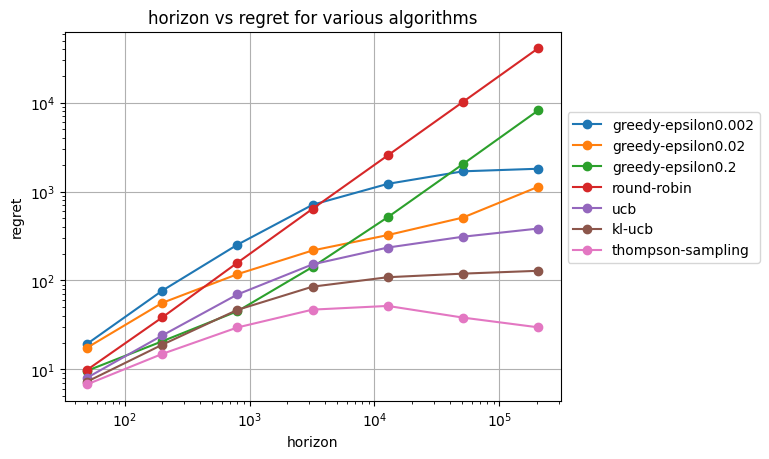 horizon vs regret for various algorithms
10^4
10^3
10^2
10^1
regret
10^2
10^3
10^4
10^5
horizon
greedy-epsilon0.002
greedy-epsilon0.02
greedy-epsilon0.2
round-robin
ucb
kl-ucb
thompson-sampling